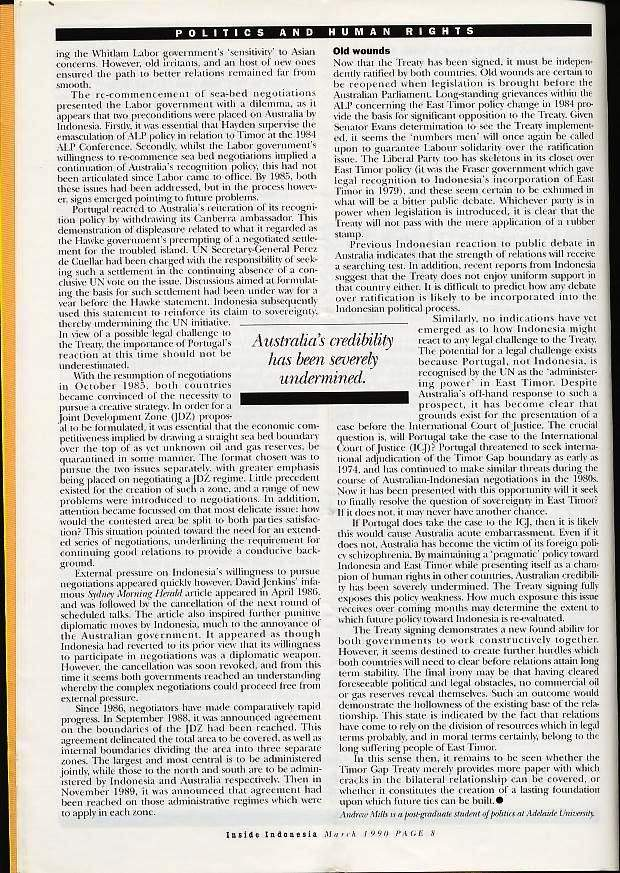 POLITICS AND HUMAN RIGHTS
ing the Whitlam Labor government's 'sensitivity' to Asian
concerns. However, old irritants, and an host of new ones
ensured the path to better relations remained far from
smooth.
The re-commencement of sea-bed negotiations
presented the Labor government with a dilemma, as it
appears that two preconditions were placed on Australia by
Indonesia. Firstly, it was essential that Hayden supervise the
emasculation of ALP policy in relation to Timor at the 1984
ALP Conference. Secondly, whilst the Labor government's
willingness to re-commence sea bed negotiations implied a
continuation of Australia's recognition policy, this had not
been articulated since Labor came to office. By 1985, both
these issues had been addressed, but in the process howev-
er, signs emerged pointing to future problems.
Portugal reacted to Australia's reiteration of its recogni-
tion policy by withdrawing its Canberra ambassador. This
demonstration of displeasure related to what it regarded as
the Hawke government's preempting of a negotiated settle-
ment for the troubled island. UN Secretary-General Perez
de Cuellar had been charged with the responsibility of seek-
ing such a settlement in the continuing absence of a con-
clusive UN vote on the issue. Discussions aimed at formulat-
ing the basis for such settlement had been under way for a
year before the Hawke statement. Indonesia subsequently
used this statement to reinforce its claim to sovereignty,
thereby undermining the UN initiative.
In view of a possible legal challenge to
the Treaty, the importance of Portugal's
reaction at this time should not be
underestimated.
With the resumption of negotiations
in October 1985, both countries
became convinced of the necessity to
pursue a creative strategy. In order for a
Joint Development Zone (JDZ) propos-
al to be formulated, it was essential that the economic com-
petitiveness implied by drawing a straight sea bed boundary
over the top of as yet unknown oil and gas reserves, be
quarantined in some manner. The format chosen was to
pursue the two issues separately, with greater emphasis
being placed on negotiating a JDZ regime. Little precedent
existed for the creation of such a zone, and a range of new
problems were introduced to negotiations. In addition,
attention became focussed on that most delicate issue: how
would the contested area be split to both parties satisfac-
tion? This situation pointed toward the need for an extend-
ed series of negotiations, underlining the requirement for
continuing good relations to provide a conducive back-
ground.
External pressure on Indonesia's willingness to pursue
negotiations appeared quickly however. David Jenkins' infa-
mous Sydney Morning Herald article appeared in April 1986,
and was followed by the cancellation of the next round of
scheduled talks. The article also inspired further punitive
diplomatic moves by Indonesia, much to the annoyance of
the Australian government. It appeared as though
Indonesia had reverted to its prior view that its willingness
to participate in negotiations was a diplomatic weapon.
However, the cancellation was soon revoked, and from this
time it seems both governments reached an understanding
whereby the complex negotiations could proceed free from
external pressure.
Since 1986, negotiators have made comparatively rapid
progress. In September 1988, it was announced agreement
on the boundaries of the JDZ had been reached. This
agreement delineated the total area to be covered, as well as
internal boundaries dividing the area into three separate
zones. The largest and most central is to be administered
jointly, while those to the north and south are to be admin-
istered by Indonesia and Australia respectively. Then in
November 1989, it was announced that agreement had
been reached on those administrative regimes which were
to apply in each zone.
Australia's credibility
has been severely
undermined.
Old wounds
Now that the Treaty has been signed, it must be indepen-
dently ratified by both countries. Old wounds are certain to
be reopened when legislation is brought before the
Australian Parliament. Long-standing grievances within the
ALP concerning the East Timor policy change in 1984 pro-
vide the basis for significant opposition to the Treaty. Given
Senator Evans determination to see the Treaty implement-
ed, it seems the 'numbers men' will once again be called
upon to guarantee Labour solidarity over the ratification
issue. The Liberal Party too has skeletons in its closet over
East Timor policy (it was the Fraser government which gave
legal recognition to Indonesia's incorporation of East
Timor in 1979), and these seem certain to be exhumed in
what will be a bitter public debate. Whichever party is in
power when legislation is introduced, it is clear that the
Treaty will not pass with the mere application of a rubber
stamp.
Previous Indonesian reaction to public debate in
Australia indicates that the strength of relations will receive
a searching test. In addition, recent reports from Indonesia
suggest that the Treaty does not enjoy uniform support in
that country either. It is difficult to predict how any debate
over ratification is likely to be incorporated into the
Indonesian political process.
Similarly, no indications have yet
emerged as to how Indonesia might
react to any legal challenge to the Treaty.
The potential for a legal challenge exists
because Portugal, not Indonesia, is
recognised by the UN as the 'administer-
ing power' in East Timor. Despite
Australia's off-hand response to such a
prospect, it has become clear that
grounds exist for the presentation of a
case before the International Court of Justice. The crucial
question is, will Portugal take the case to the International
Court of Justice (ICJ)? Portugal threatened to seek interna-
tional adjudication of the Timor Gap boundary as early as
1974, and has continued to make similar threats during the
course of Australian-Indonesian negotiations in the 1980s.
Now it has been presented with this opportunity will it seek
to finally resolve the question of sovereignty in East Timor?
If it does not, it may never have another chance.
If Portugal does take the case to the ICJ, then it is likely
this would cause Australia acute embarrassment. Even if it
does not, Australia has become the victim of its foreign poli-
cy schizophrenia. By maintaining a 'pragmatic' policy toward
Indonesia and East Timor while presenting itself as a cham-
pion of human rights in other countries, Australian credibili-
ty has been severely undermined. The Treaty signing fully
exposes this policy weakness. How much exposure this issue
receives over coming months may determine the extent to
which future policy toward Indonesia is re-evaluated.
The Treaty signing demonstrates a new found ability for
both governments to work constructively together.
However, it seems destined to create further hurdles which
both countries will need to clear before relations attain long
term stability. The final irony may be that having cleared
foreseeable political and legal obstacles, no commercial oil
or gas reserves reveal themselves. Such an outcome would
demonstrate the hollowness of the existing base of the rela-
tionship. This state is indicated by the fact that relations
have come to rely on the division of resources which in legal
terms probably, and in moral terms certainly, belong to the
long suffering people of East Timor.
In this sense then, it remains to be seen whether the
Timor Gap Treaty merely provides more paper with which
cracks in the bilateral relationship can be covered, or
whether it constitutes the creation of a lasting foundation
upon which future ties can be built.●
Andrew Mills is a post-graduate student of politics at Adelaide University.
Inside Indonesia March 1990 PAGE 8